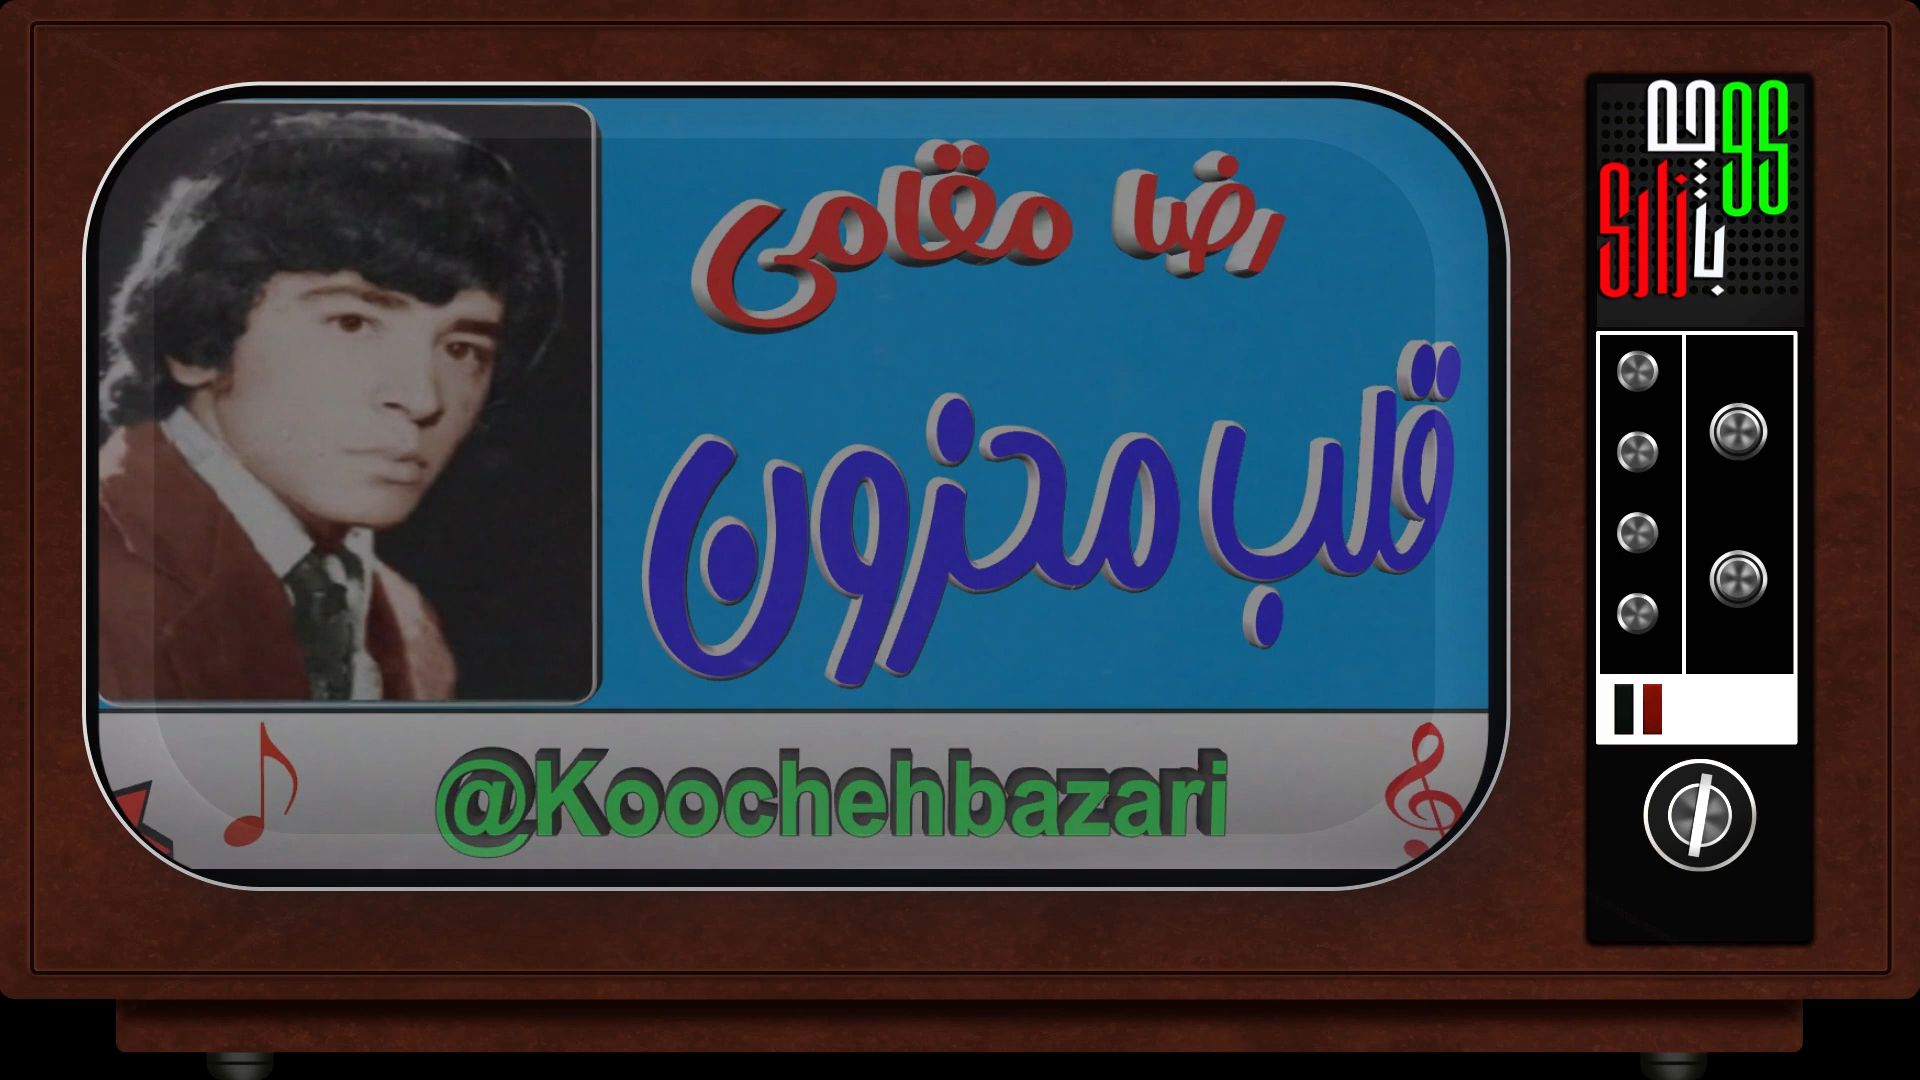 رضا مقامی
قلب محزون
@Koochehbazari
کوچه
بازاری